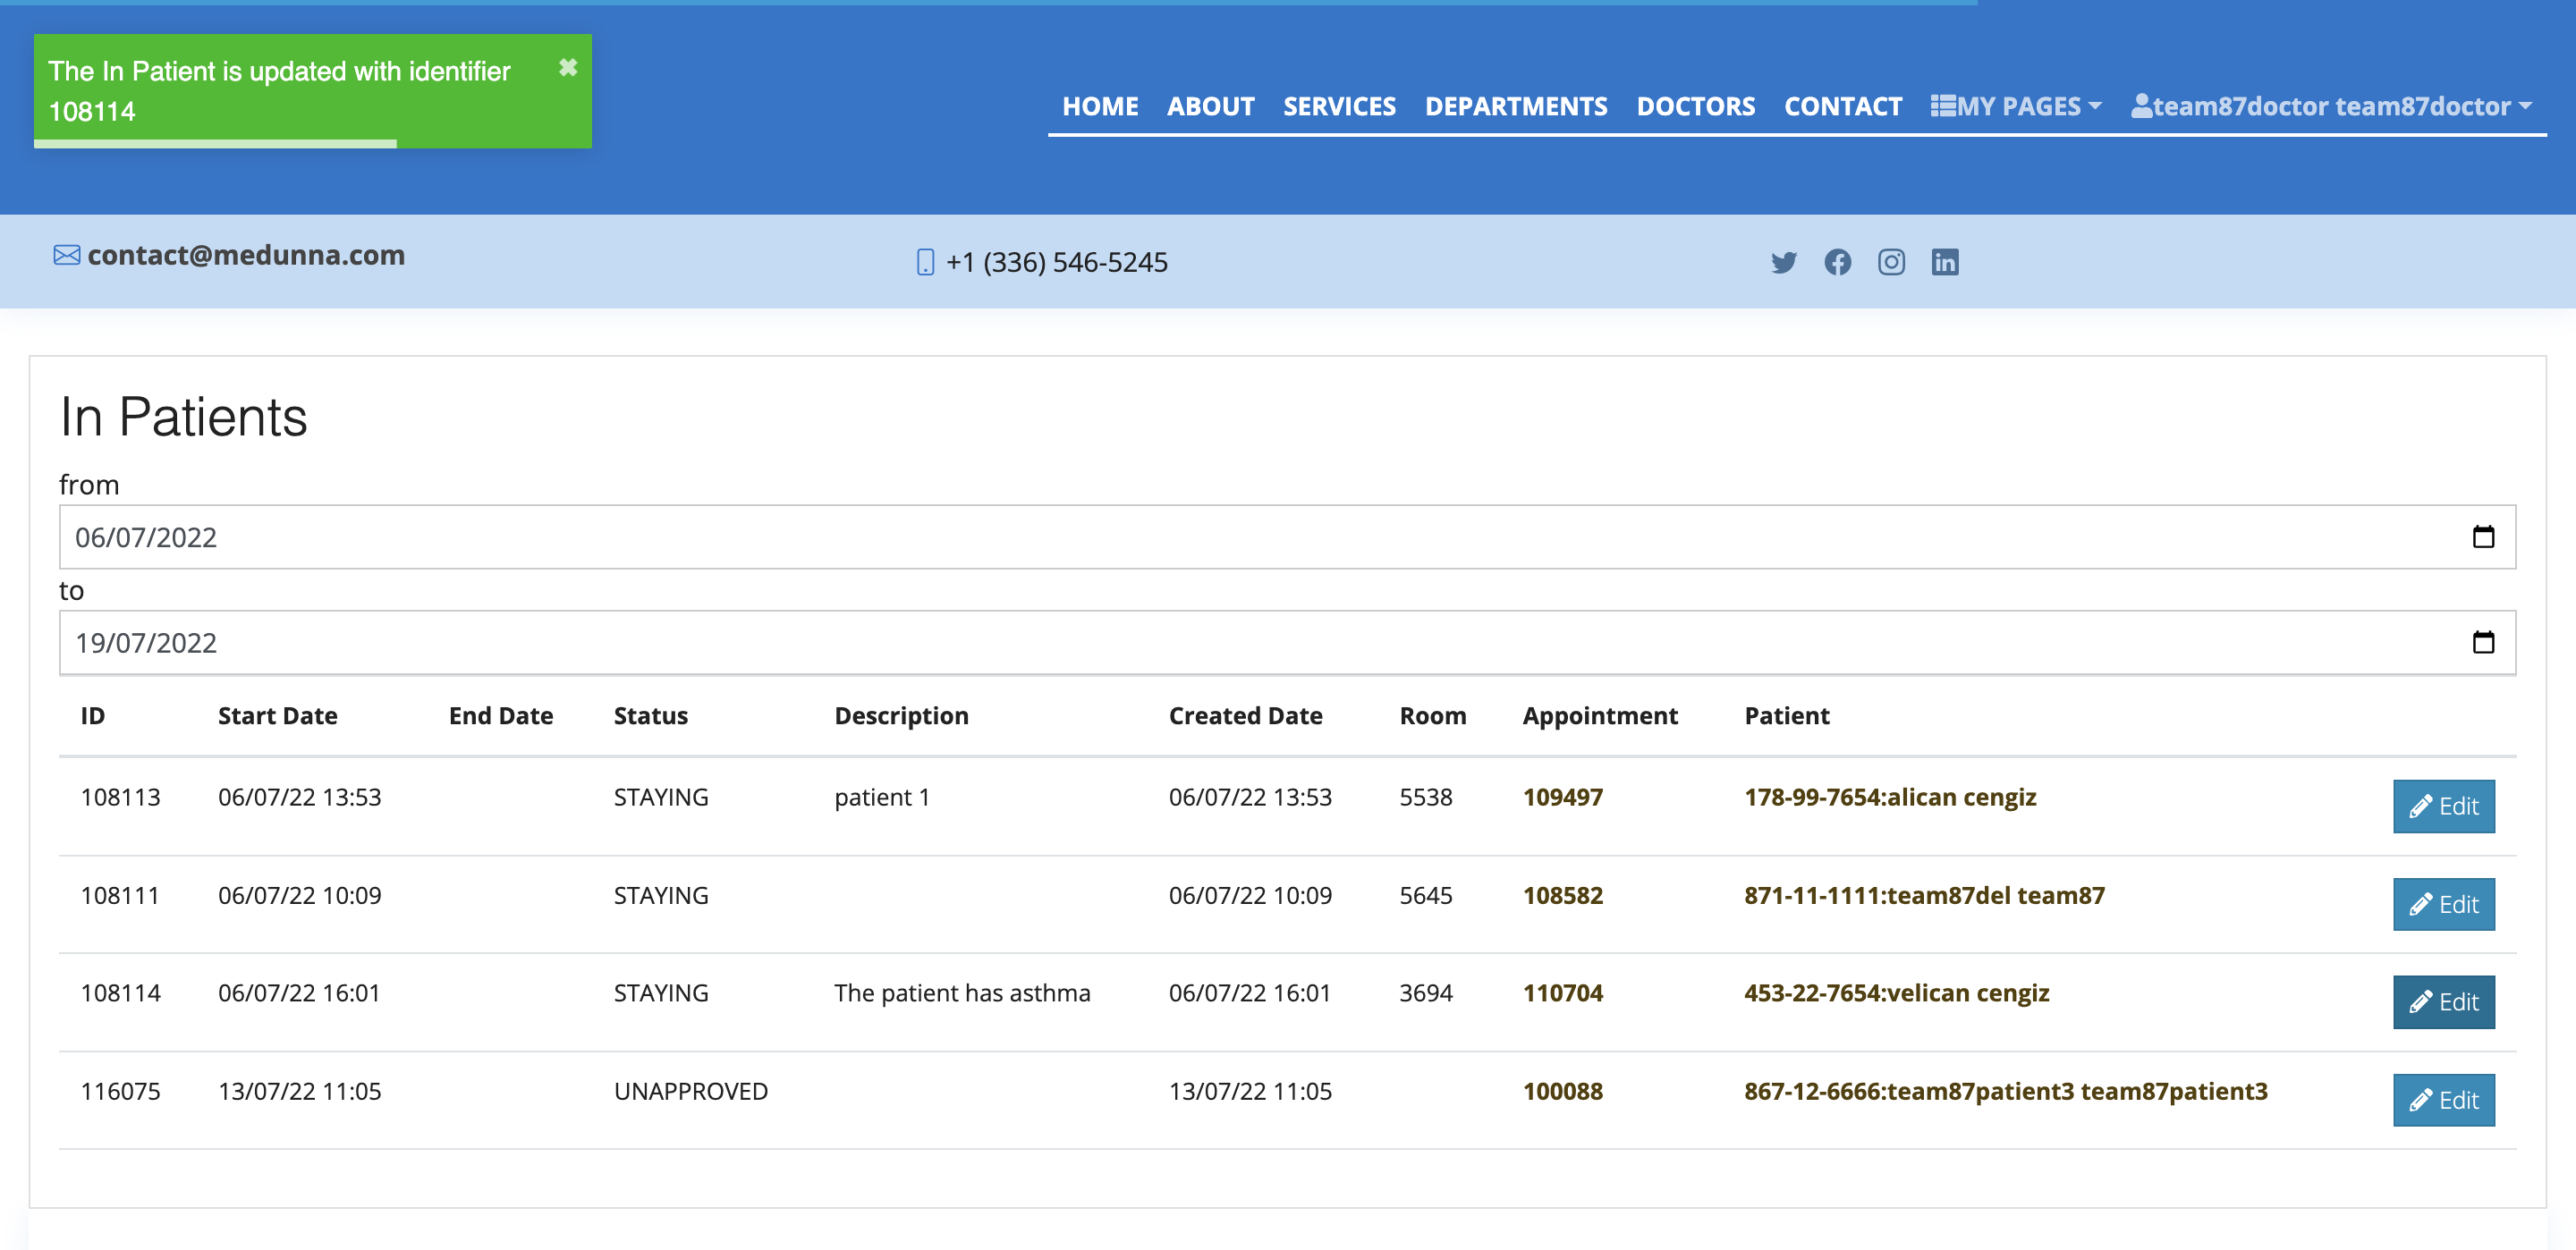 The In Patient is updated with identifier
108114
✖
HOME ABOUT SERVICES DEPARTMENTS DOCTORS CONTACT MY PAGES team87doctor team87doctor
contact@medunna.com +1 (336) 546-5245
In Patients
from
06/07/2022
to
19/07/2022
ID Start Date End Date Status Description Created Date Room Appointment Patient
108113 06/07/22 13:53 STAYING patient 1 06/07/22 13:53 5538 109497 178-99-7654:alican cengiz Edit
108111 06/07/22 10:09 STAYING 06/07/22 10:09 5645 108582 871-11-1111:team87del team87 Edit
108114 06/07/22 16:01 STAYING The patient has asthma 06/07/22 16:01 3694 110704 453-22-7654:velican cengiz Edit
116075 13/07/22 11:05 UNAPPROVED 13/07/22 11:05 100088 867-12-6666:team87patient3 team87patient3 Edit